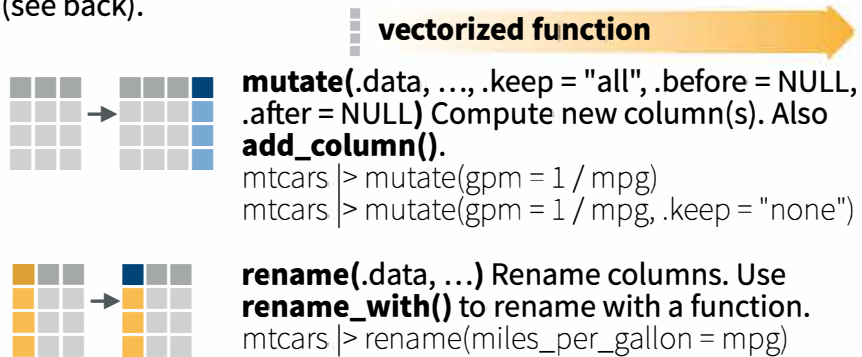 (see back).
vectorized function
mutate(.data, …, .keep = "all", .before = NULL,
.after = NULL) Compute new column(s). Also
add_column().
mtcars |> mutate(gpm = 1 / mpg)
mtcars |> mutate(gpm = 1 / mpg, .keep = "none")
rename(.data, …) Rename columns. Use
rename_with() to rename with a function.
mtcars |> rename(miles_per_gallon = mpg)